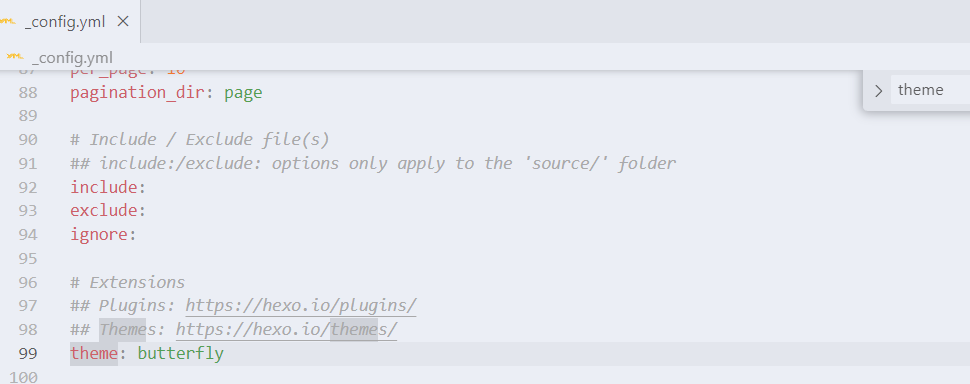 _config.yml
_config.yml
87 per_page: 10
88 pagination_dir: page
theme
89
90 # Include / Exclude file(s)
91 ## include:/exclude: options only apply to the 'source/' folder
92 include:
93 exclude:
94 ignore:
95
96 # Extensions
97 ## Plugins: https://hexo.io/plugins/
98 ## Themes: https://hexo.io/themes/
99 theme: butterfly
100